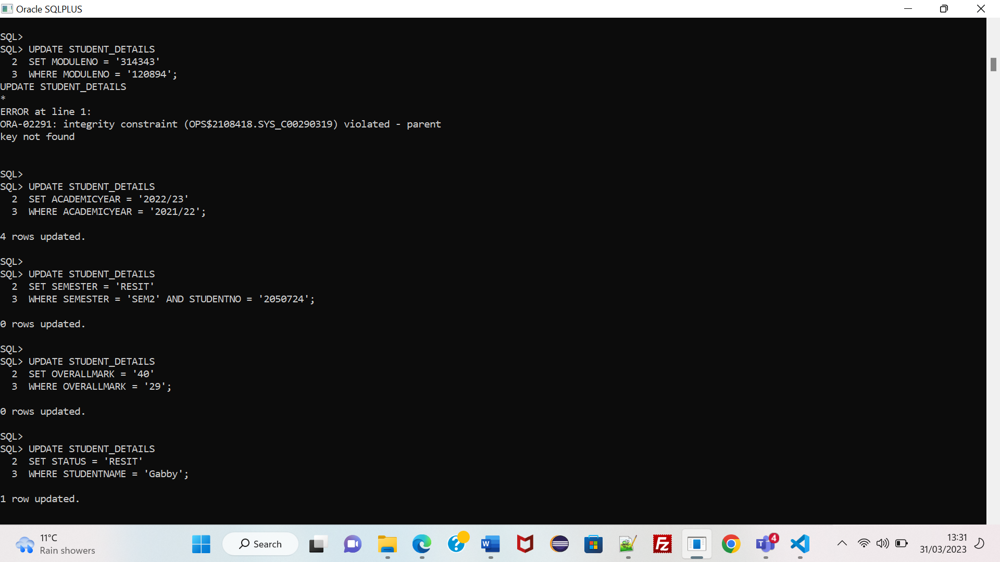 Oracle SQLPLUS
SQL>
SQL> UPDATE STUDENT_DETAILS
  2  SET MODULENO = '314343'
  3  WHERE MODULENO = '120894';
UPDATE STUDENT_DETAILS
*
ERROR at line 1:
ORA-02291: integrity constraint (OPS$2108418.SYS_C00290319) violated - parent
key not found
SQL>
SQL> UPDATE STUDENT_DETAILS
  2  SET ACADEMICYEAR = '2022/23'
  3  WHERE ACADEMICYEAR = '2021/22';
4 rows updated.
SQL>
SQL> UPDATE STUDENT_DETAILS
  2  SET SEMESTER = 'RESIT'
  3  WHERE SEMESTER = 'SEM2' AND STUDENTNO = '2050724';
0 rows updated.
SQL>
SQL> UPDATE STUDENT_DETAILS
  2  SET OVERALLMARK = '40'
  3  WHERE OVERALLMARK = '29';
0 rows updated.
SQL>
SQL> UPDATE STUDENT_DETAILS
  2  SET STATUS = 'RESIT'
  3  WHERE STUDENTNAME = 'Gabby';
1 row updated.
11°C
Rain showers
Search
W
Fz
T
4
13:31
31/03/2023